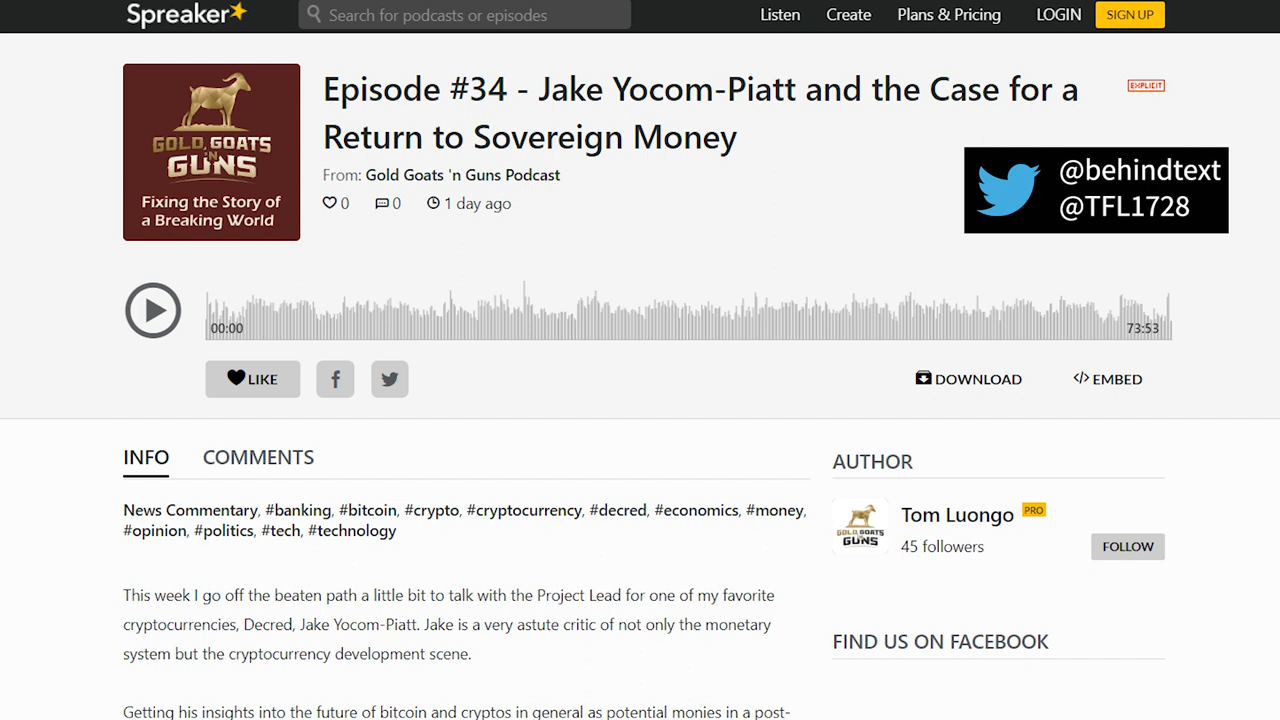 Spreaker
Search for podcasts or episodes
Listen
Create
Plans & Pricing
LOGIN
SIGN UP
GOLD, GOATS
'N
GUNS
Fixing the Story of
a Breaking World
Episode #34 - Jake Yocom-Piatt and the Case for a
Return to Sovereign Money
EXPLICIT
From: Gold Goats 'n Guns Podcast
0
0
1 day ago
@behindtext
@TFL1728
00:00
73:53
LIKE
DOWNLOAD
EMBED
INFO
COMMENTS
News Commentary, #banking, #bitcoin, #crypto, #cryptocurrency, #decred, #economics, #money,
#opinion, #politics, #tech, #technology
This week I go off the beaten path a little bit to talk with the Project Lead for one of my favorite
cryptocurrencies, Decred, Jake Yocom-Piatt. Jake is a very astute critic of not only the monetary
system but the cryptocurrency development scene.
Getting his insights into the future of bitcoin and cryptos in general as potential monies in a post-
AUTHOR
GOLD, GOATS
'N
GUNS
Tom Luongo
PRO
45 followers
FOLLOW
FIND US ON FACEBOOK